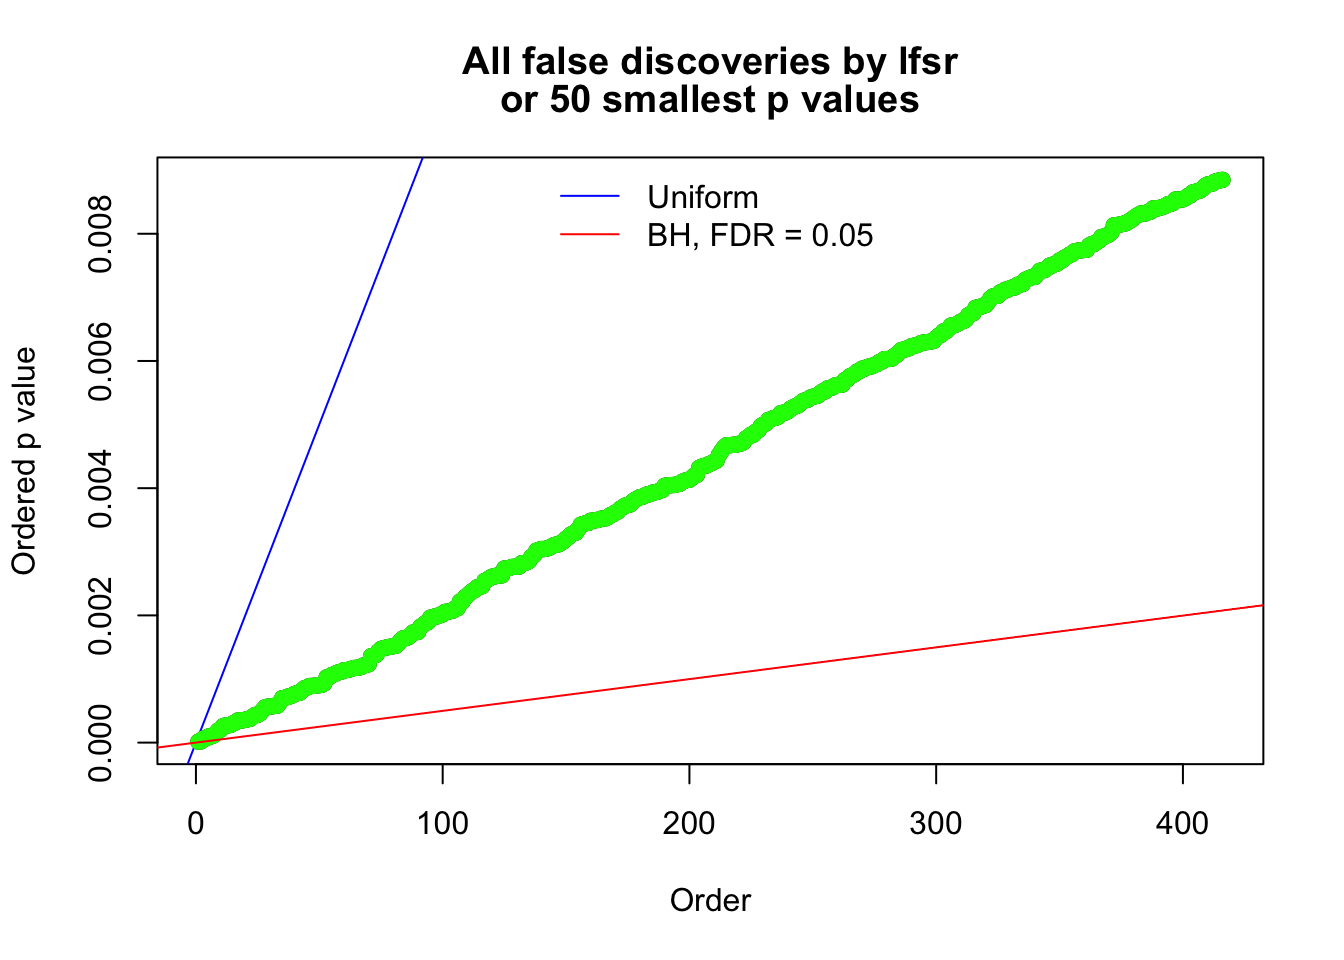 All false discoveries by lfsr
or 50 smallest p values
Uniform
BH, FDR = 0.05
Ordered p value
0.008
0.006
0.004
0.002
0.000
0 100 200 300 400
Order